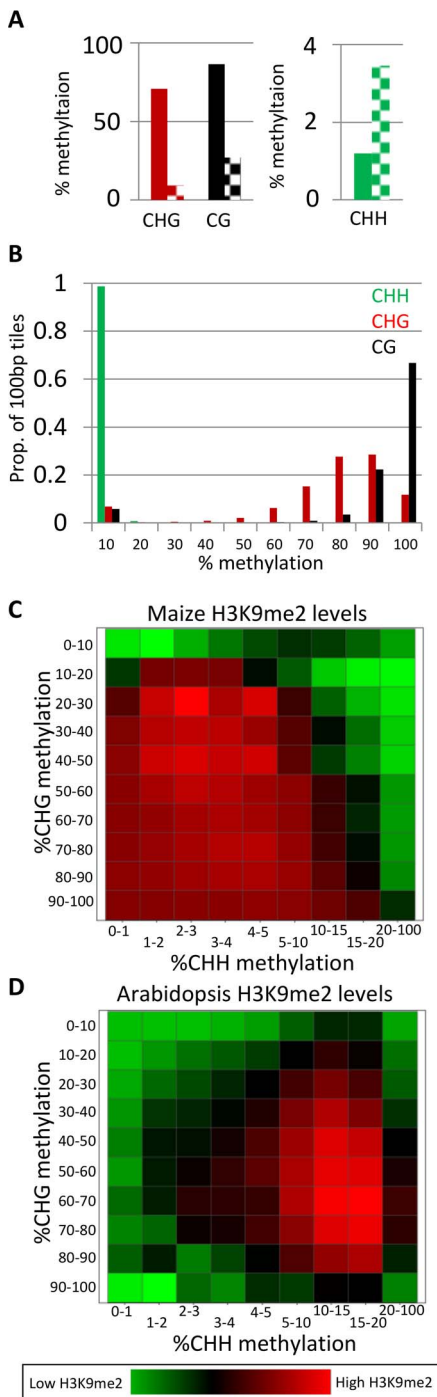 A
100
50
0
% methyltaion
CHG
CG
4
2
0
% methyltaion
CHH
B
1
0.8
0.6
0.4
0.2
0
Prop. of 100bp tiles
CHH
CHG
CG
10 20 30 40 50 60 70 80 90 100
% methylation
C
Maize H3K9me2 levels
0-10
10-20
20-30
30-40
40-50
50-60
60-70
70-80
80-90
90-100
%CHG methylation
0-1 2-3 4-5 10-15 20-100
1-2 3-4 5-10 15-20
%CHH methylation
D
Arabidopsis H3K9me2 levels
0-10
10-20
20-30
30-40
40-50
50-60
60-70
70-80
80-90
90-100
%CHG methylation
0-1 2-3 4-5 10-15 20-100
1-2 3-4 5-10 15-20
%CHH methylation
Low H3K9me2 High H3K9me2